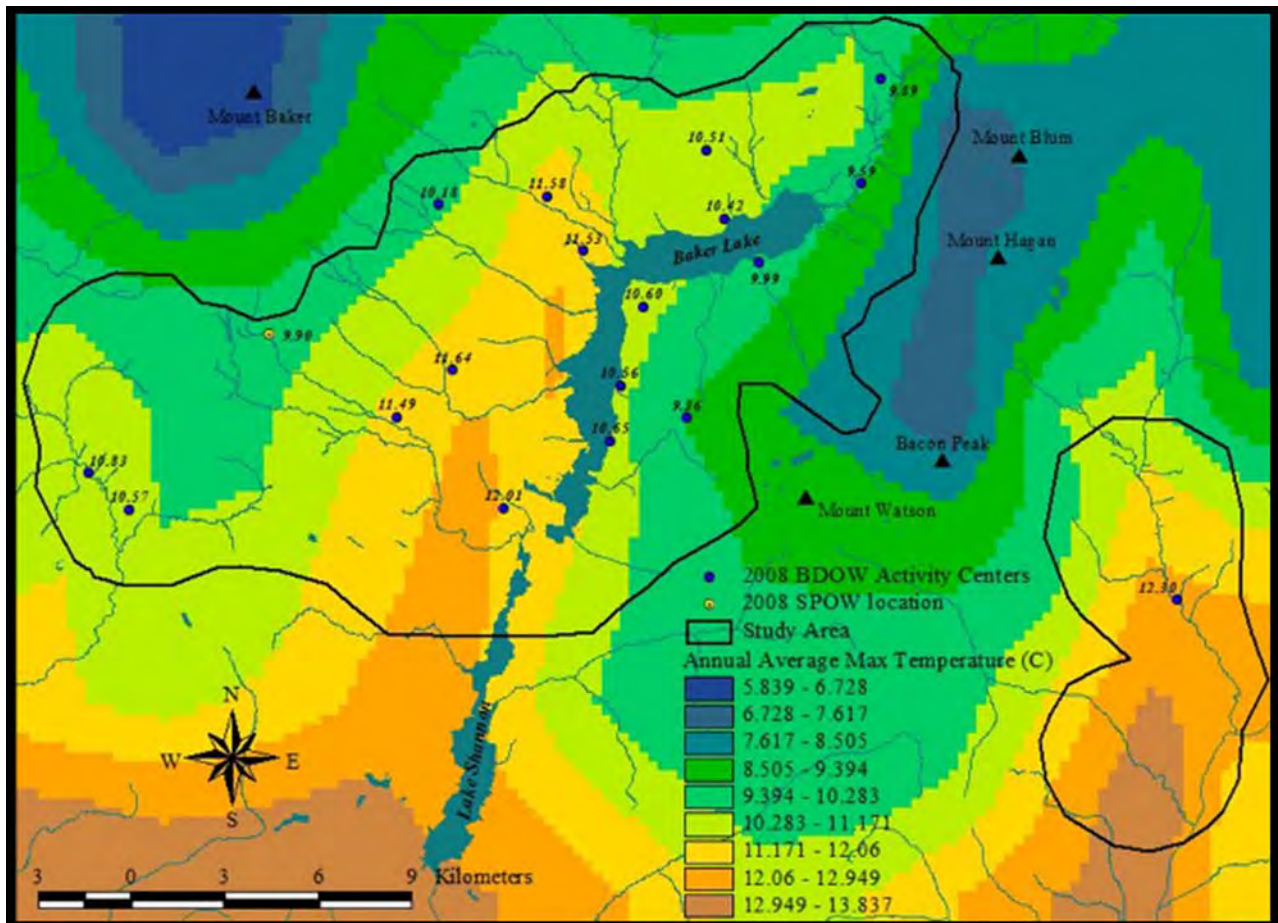 Mount Baker
9.89
10.51
Mount Blum
9.59
10.18
11.58
10.42
11.53
Baker Lake
Mount Hagan
9.99
10.60
9.90
11.64
10.56
11.49
9.86
10.65
Bacon Peak
10.83
10.57
12.01
Mount Watson
2008 BDOW Activity Centers
2008 SPOW location
12.30
Study Area
Annual Average Max Temperature (C)
5.839 - 6.728
6.728 - 7.617
7.617 - 8.505
8.505 - 9.394
9.394 - 10.283
10.283 - 11.171
11.171 - 12.06
12.06 - 12.949
12.949 - 13.837
N
W
E
S
Lake Shannon
3 0 3 6 9 Kilometers